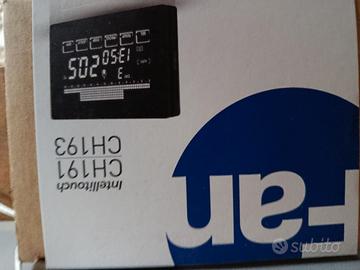 Fan
Intellitouch
CH191
CH193
subito